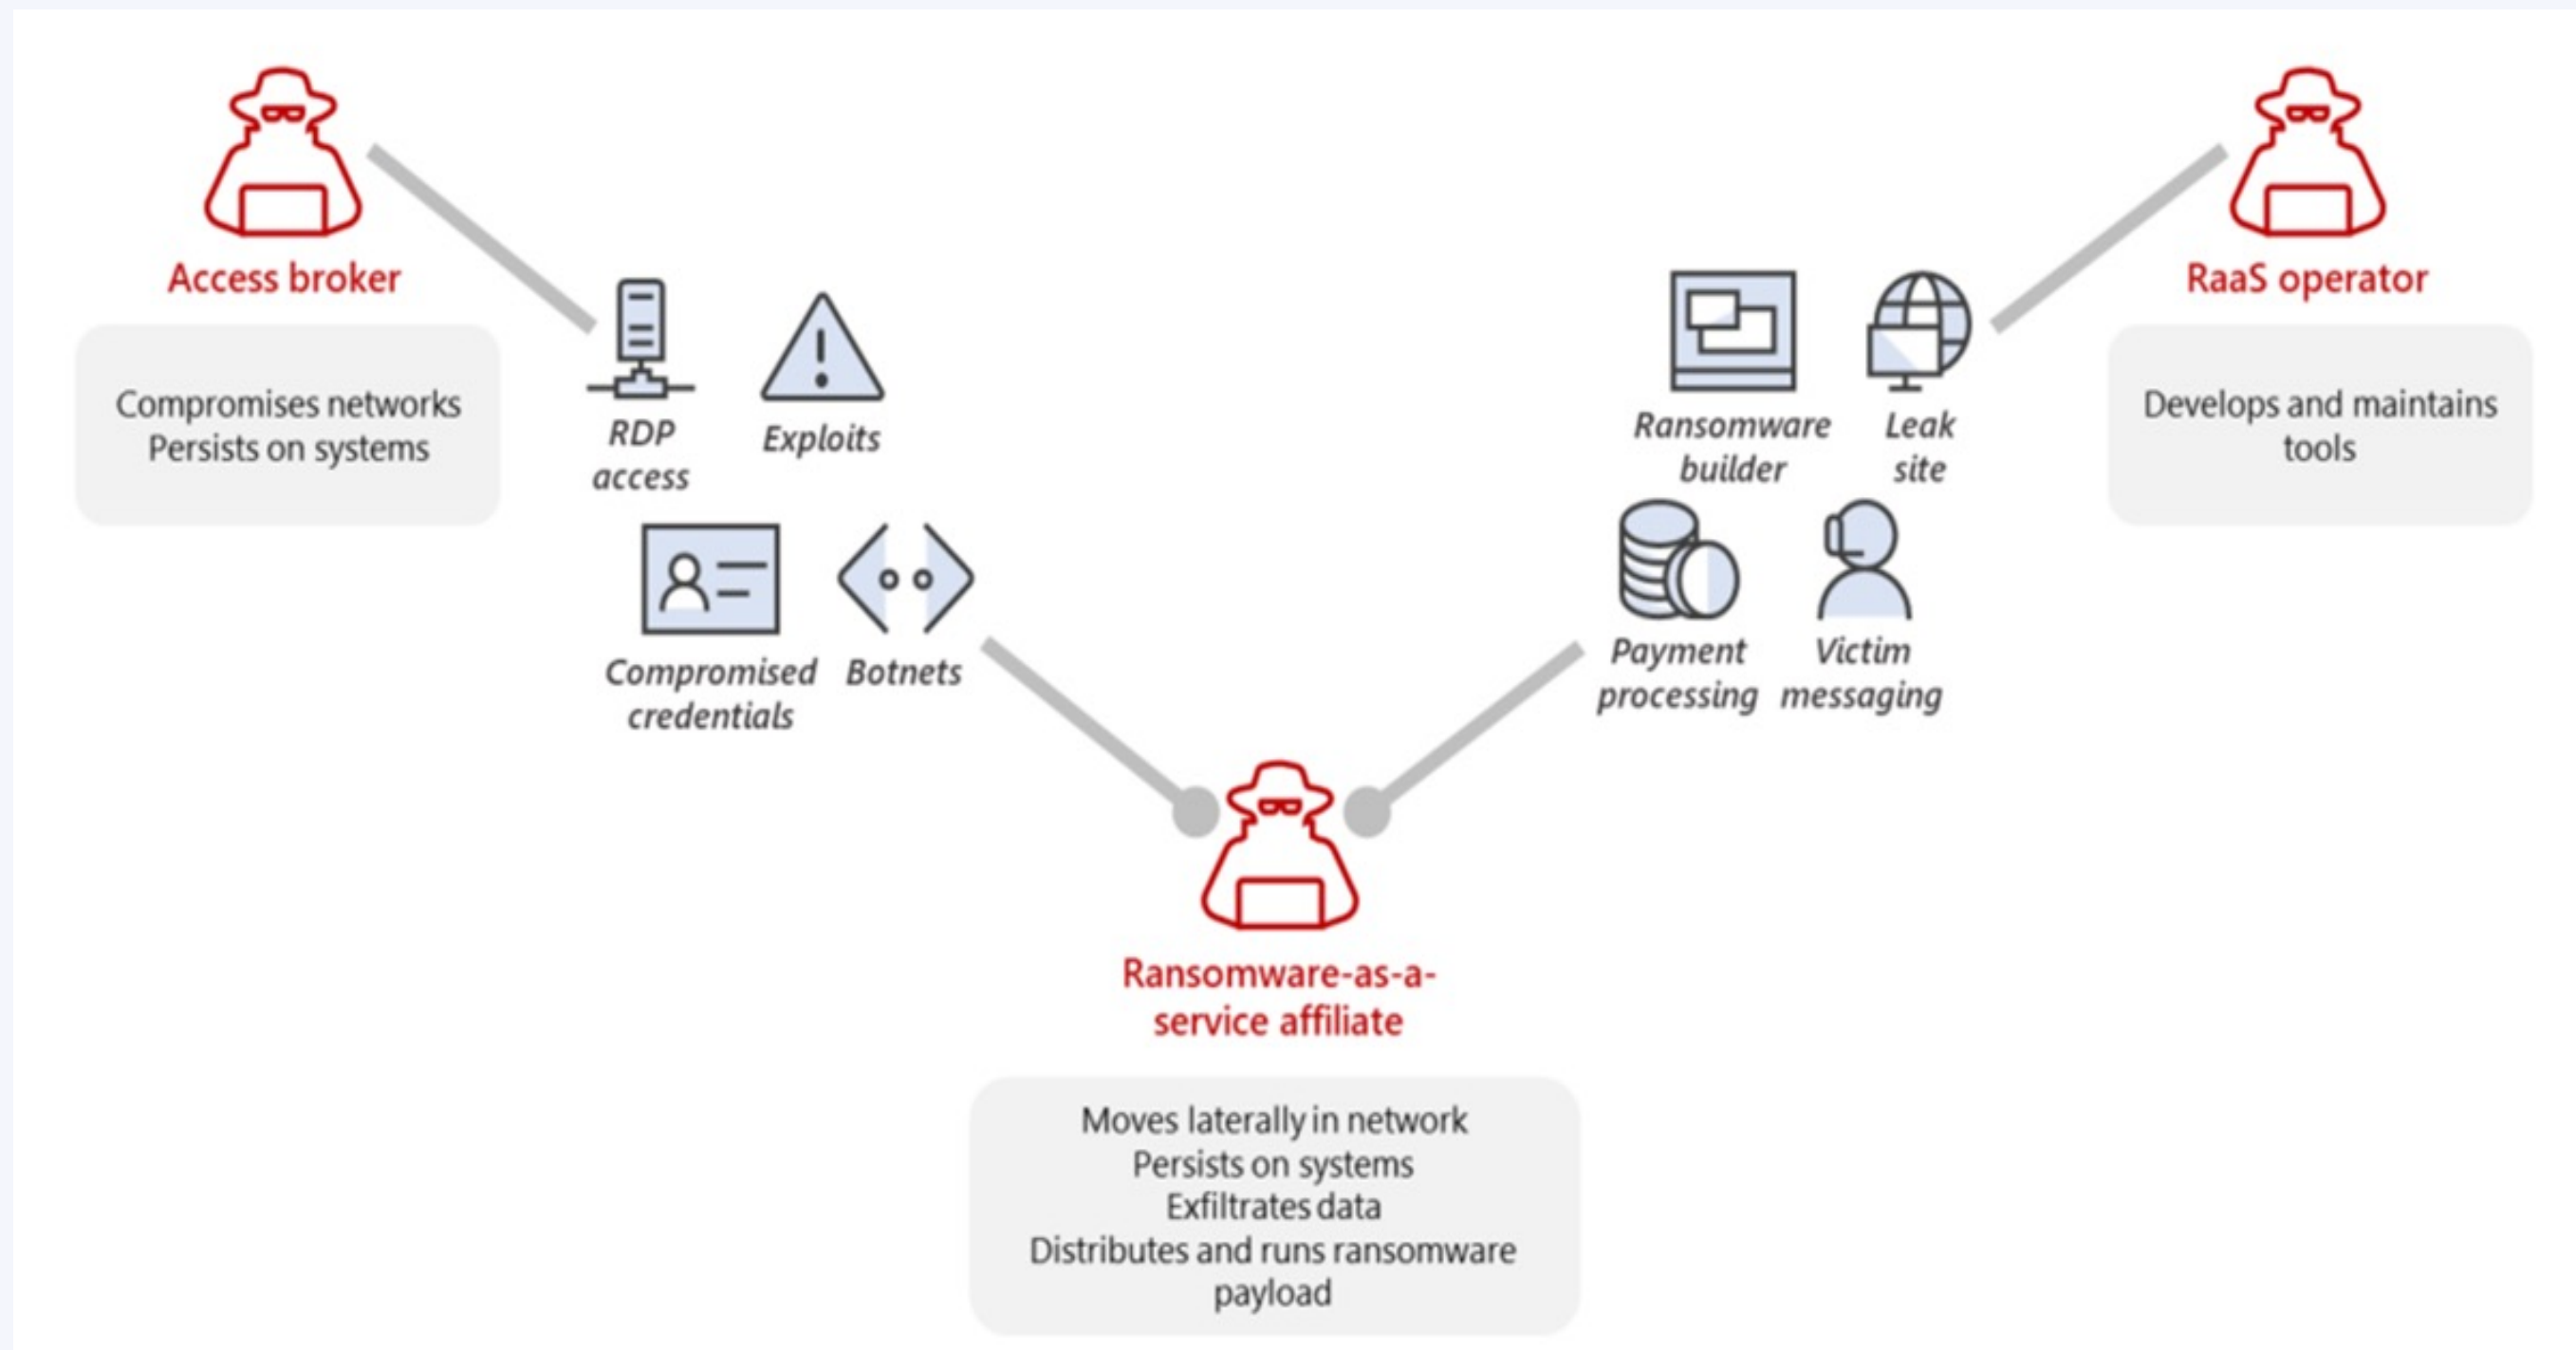 Access broker
Compromises networks
Persists on systems
RDP
access
Exploits
Compromised
credentials
Botnets
RaaS operator
Develops and maintains
tools
Ransomware
builder
Leak
site
Payment
processing
Victim
messaging
Ransomware-as-a-
service affiliate
Moves laterally in network
Persists on systems
Exfiltrates data
Distributes and runs ransomware
payload